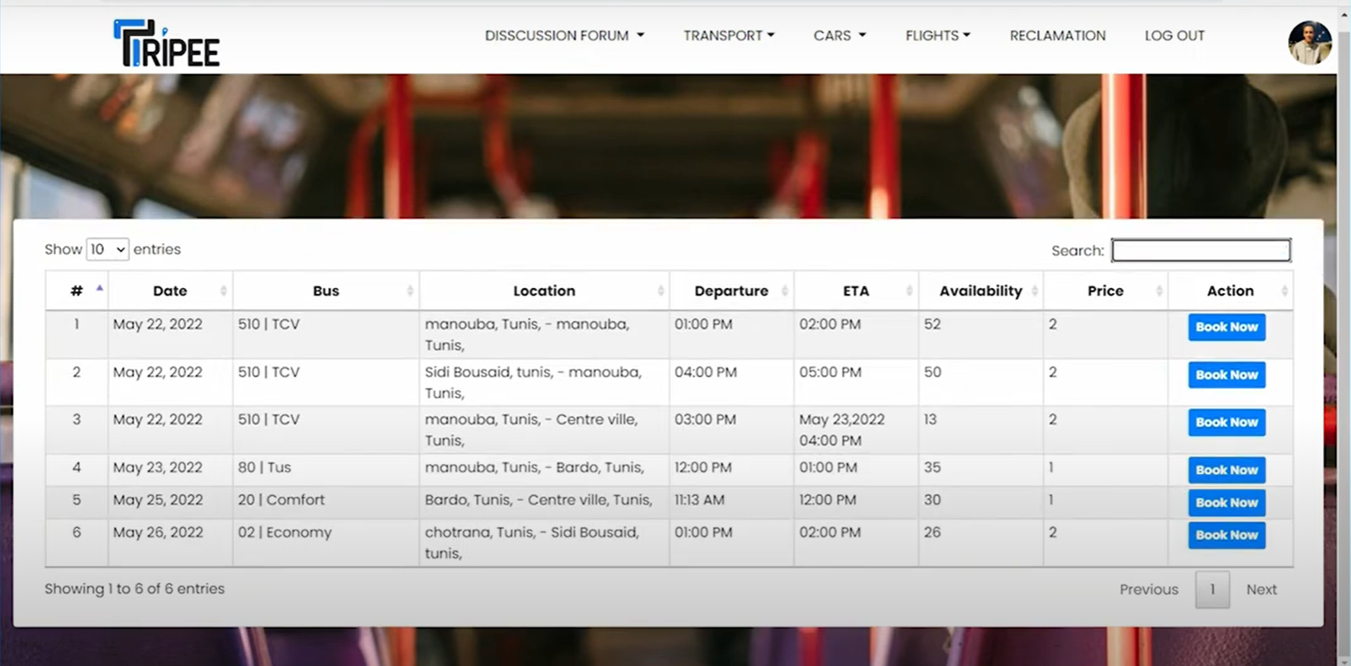 TRIPEE
DISSCUSSION FORUM TRANSPORT CARS FLIGHTS RECLAMATION LOG OUT
Show 10 entries Search:
# Date Bus Location Departure ETA Availability Price Action
1 May 22, 2022 510 | TCV manouba, Tunis, - manouba, 01:00 PM 02:00 PM 52 2 Book Now
Tunis,
2 May 22, 2022 510 | TCV Sidi Bousaid, tunis, - manouba, 04:00 PM 05:00 PM 50 2 Book Now
Tunis,
3 May 22, 2022 510 | TCV manouba, Tunis, - Centre ville, 03:00 PM May 23,2022 13 2 Book Now
Tunis, 04:00 PM
4 May 23, 2022 80 | Tus manouba, Tunis, - Bardo, Tunis, 12:00 PM 01:00 PM 35 1 Book Now
5 May 25, 2022 20 | Comfort Bardo, Tunis, - Centre ville, Tunis, 11:13 AM 12:00 PM 30 1 Book Now
6 May 26, 2022 02 | Economy chotrana, Tunis, - Sidi Bousaid, 01:00 PM 02:00 PM 26 2 Book Now
tunis,
Showing 1 to 6 of 6 entries Previous 1 Next